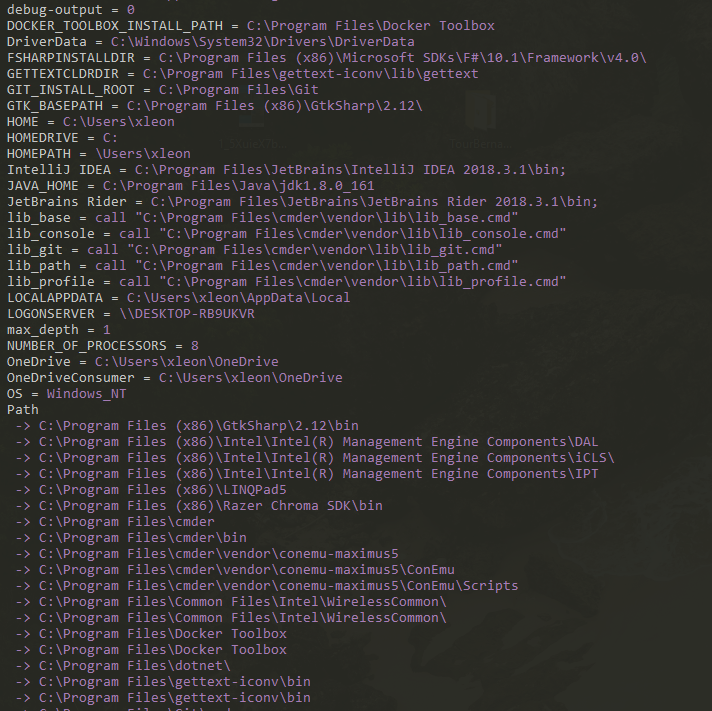 debug-output = 0
DOCKER_TOOLBOX_INSTALL_PATH = C:\Program Files\Docker Toolbox
DriverData = C:\Windows\System32\Drivers\DriverData
FSHARPINSTALLDIR = C:\Program Files (x86)\Microsoft SDKs\F#\10.1\Framework\v4.0\
GETTEXTCLDRDIR = C:\Program Files\gettext-iconv\lib\gettext
GIT_INSTALL_ROOT = C:\Program Files\Git
GTK_BASEPATH = C:\Program Files (x86)\GtkSharp\2.12\
HOME = C:\Users\xleon
HOMEDRIVE = C:
HOMEPATH = \Users\xleon
IntelliJ IDEA = C:\Program Files\JetBrains\IntelliJ IDEA 2018.3.1\bin;
JAVA_HOME = C:\Program Files\Java\jdk1.8.0_161
JetBrains Rider = C:\Program Files\JetBrains\JetBrains Rider 2018.3.1\bin;
lib_base = call "C:\Program Files\cmder\vendor\lib\lib_base.cmd"
lib_console = call "C:\Program Files\cmder\vendor\lib\lib_console.cmd"
lib_git = call "C:\Program Files\cmder\vendor\lib\lib_git.cmd"
lib_path = call "C:\Program Files\cmder\vendor\lib\lib_path.cmd"
lib_profile = call "C:\Program Files\cmder\vendor\lib\lib_profile.cmd"
LOCALAPPDATA = C:\Users\xleon\AppData\Local
LOGONSERVER = \\DESKTOP-RB9UKVR
max_depth = 1
NUMBER_OF_PROCESSORS = 8
OneDrive = C:\Users\xleon\OneDrive
OneDriveConsumer = C:\Users\xleon\OneDrive
OS = Windows_NT
Path
-> C:\Program Files (x86)\GtkSharp\2.12\bin
-> C:\Program Files (x86)\Intel\Intel(R) Management Engine Components\DAL
-> C:\Program Files (x86)\Intel\Intel(R) Management Engine Components\iCLS\
-> C:\Program Files (x86)\Intel\Intel(R) Management Engine Components\IPT
-> C:\Program Files (x86)\LINQPad5
-> C:\Program Files (x86)\Razer Chroma SDK\bin
-> C:\Program Files\cmder
-> C:\Program Files\cmder\bin
-> C:\Program Files\cmder\vendor\conemu-maximus5
-> C:\Program Files\cmder\vendor\conemu-maximus5\ConEmu
-> C:\Program Files\cmder\vendor\conemu-maximus5\ConEmu\Scripts
-> C:\Program Files\Common Files\Intel\WirelessCommon\
-> C:\Program Files\Common Files\Intel\WirelessCommon\
-> C:\Program Files\Docker Toolbox
-> C:\Program Files\Docker Toolbox
-> C:\Program Files\dotnet\
-> C:\Program Files\gettext-iconv\bin
-> C:\Program Files\gettext-iconv\bin